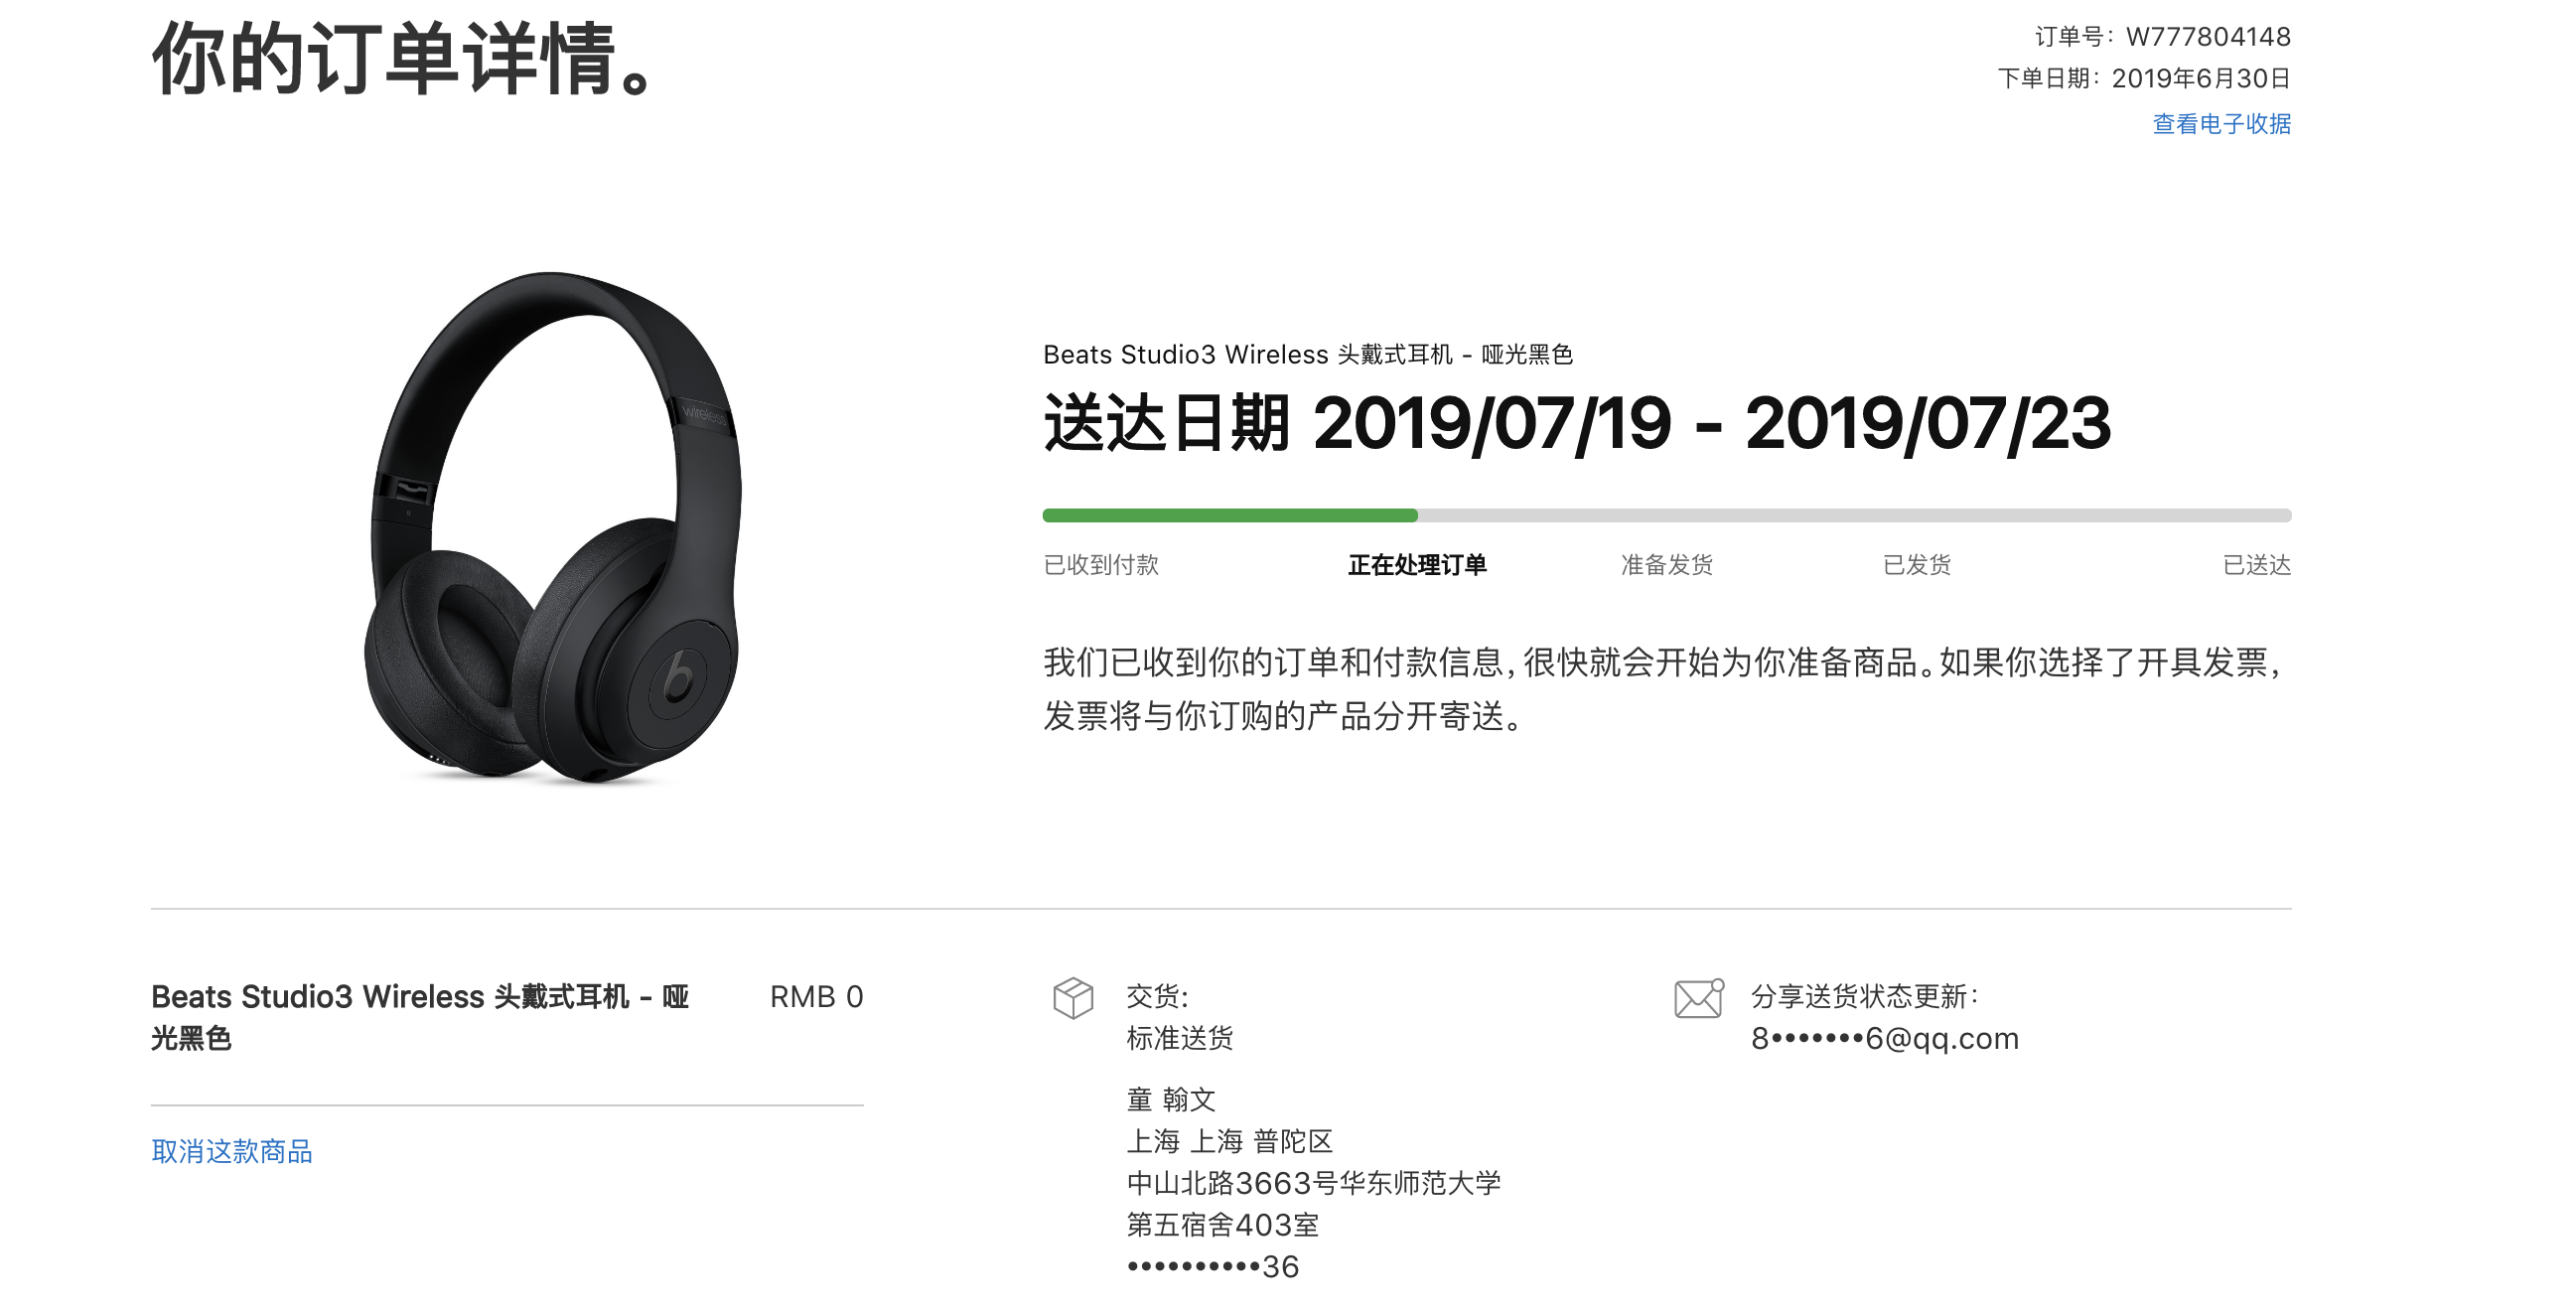 你的订单详情。
订单号：W777804148
下单日期：2019年6月30日
查看电子收据
wireless
b
Beats Studio3 Wireless 头戴式耳机 - 哑光黑色
送达日期 2019/07/19 - 2019/07/23
已收到付款
正在处理订单
准备发货
已发货
已送达
我们已收到你的订单和付款信息，很快就会开始为你准备商品。如果你选择了开具发票，
发票将与你订购的产品分开寄送。
Beats Studio3 Wireless 头戴式耳机 - 哑
光黑色
RMB 0
取消这款商品
交货:
标准送货
童 翰文
上海 上海 普陀区
中山北路3663号华东师范大学
第五宿舍403室
••••••••••36
分享送货状态更新：
8•••••••6@qq.com